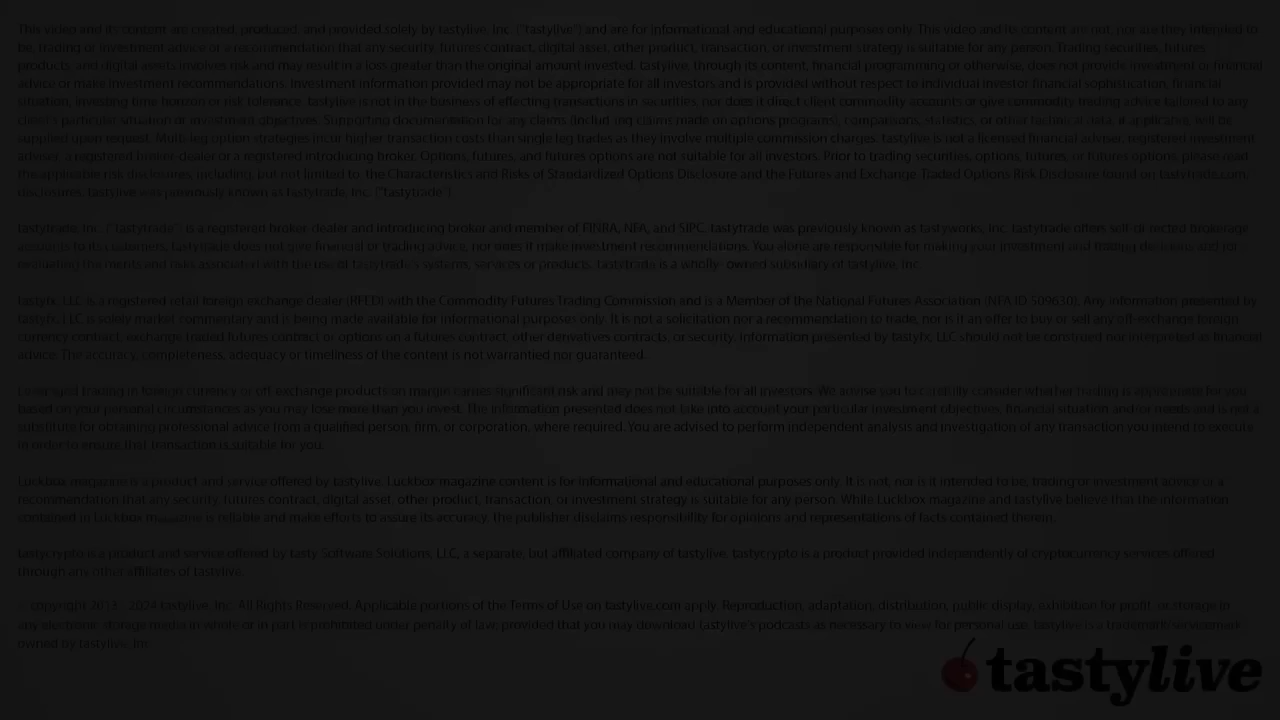 This video and its content are created, produced, and provided solely by tastylive, Inc. ("tastylive") and are for informational and educational purposes only. This video and its content are not, nor are they intended to
be, trading or investment advice or a recommendation that any security, futures contract, digital asset, other product, transaction, or investment strategy is suitable for any person. Trading securities, futures
products, and digital assets involves risk and may result in a loss greater than the original amount invested. tastylive, through its content, financial programming or otherwise, does not provide investment or financial
advice or make investment recommendations. Investment information provided may not be appropriate for all investors and is provided without respect to individual investor financial sophistication, financial
situation, investing time horizon or risk tolerance. tastylive is not in the business of effecting transactions in securities, nor does it direct client commodity accounts or give commodity trading advice tailored to any
client's particular situation or investment objectives. Supporting documentation for any claims (including claims made on options programs), comparisons, statistics, or other technical data, if applicable, will be
supplied upon request. Multi-leg option strategies incur higher transaction costs than single leg trades as they involve multiple commission charges. tastylive is not a licensed financial adviser, registered investment
adviser, a registered broker-dealer or a registered introducing broker. Options, futures, and futures options are not suitable for all investors. Prior to trading securities, options, futures, or futures options, please read
the applicable risk disclosures, including, but not limited to, the Characteristics and Risks of Standardized Options Disclosure and the Futures and Exchange-Traded Options Risk Disclosure found on tastytrade.com/
disclosures. tastylive was previously known as tastytrade, Inc. ("tastytrade").
tastytrade, Inc. ("tastytrade") is a registered broker-dealer and introducing broker and member of FINRA, NFA, and SIPC. tastytrade was previously known as tastyworks, Inc. tastytrade offers self-directed brokerage
accounts to its customers. tastytrade does not give financial or trading advice, nor does it make investment recommendations. You alone are responsible for making your investment and trading decisions and for
evaluating the merits and risks associated with the use of tastytrade's systems, services or products. tastytrade is a wholly- owned subsidiary of tastylive, Inc.
tastyfx, LLC is a registered retail foreign exchange dealer (RFED) with the Commodity Futures Trading Commission and is a Member of the National Futures Association (NFA ID 509630). Any information presented by
tastyfx, LLC is solely market commentary and is being made available for informational purposes only. It is not a solicitation nor a recommendation to trade, nor is it an offer to buy or sell any off-exchange foreign
currency contract, exchange traded futures contract or options on a futures contract, other derivatives contracts, or security. Information presented by tastyfx, LLC should not be construed nor interpreted as financial
advice. The accuracy, completeness, adequacy or timeliness of the content is not warrantied nor guaranteed.
Leveraged trading in foreign currency or off-exchange products on margin carries significant risk and may not be suitable for all investors. We advise you to carefully consider whether trading is appropriate for you
based on your personal circumstances as you may lose more than you invest. The information presented does not take into account your particular investment objectives, financial situation and/or needs and is not a
substitute for obtaining professional advice from a qualified person, firm, or corporation, where required. You are advised to perform independent analysis and investigation of any transaction you intend to execute
in order to ensure that transaction is suitable for you.
Luckbox magazine is a product and service offered by tastylive. Luckbox magazine content is for informational and educational purposes only. It is not, nor is it intended to be, trading or investment advice or a
recommendation that any security, futures contract, digital asset, other product, transaction, or investment strategy is suitable for any person. While Luckbox magazine and tastylive believe that the information
contained in Luckbox magazine is reliable and make efforts to assure its accuracy, the publisher disclaims responsibility for opinions and representations of facts contained therein.
tastycrypto is a product and service offered by tasty Software Solutions, LLC, a separate, but affiliated company of tastylive. tastycrypto is a product provided independently of cryptocurrency services offered
through any other affiliates of tastylive.
© copyright 2013 - 2024 tastylive, Inc. All Rights Reserved. Applicable portions of the Terms of Use on tastylive.com apply. Reproduction, adaptation, distribution, public display, exhibition for profit, or storage in
any electronic storage media in whole or in part is prohibited under penalty of law, provided that you may download tastylive's podcasts as necessary to view for personal use. tastylive is a trademark/servicemark
owned by tastylive, Inc.
tastylive